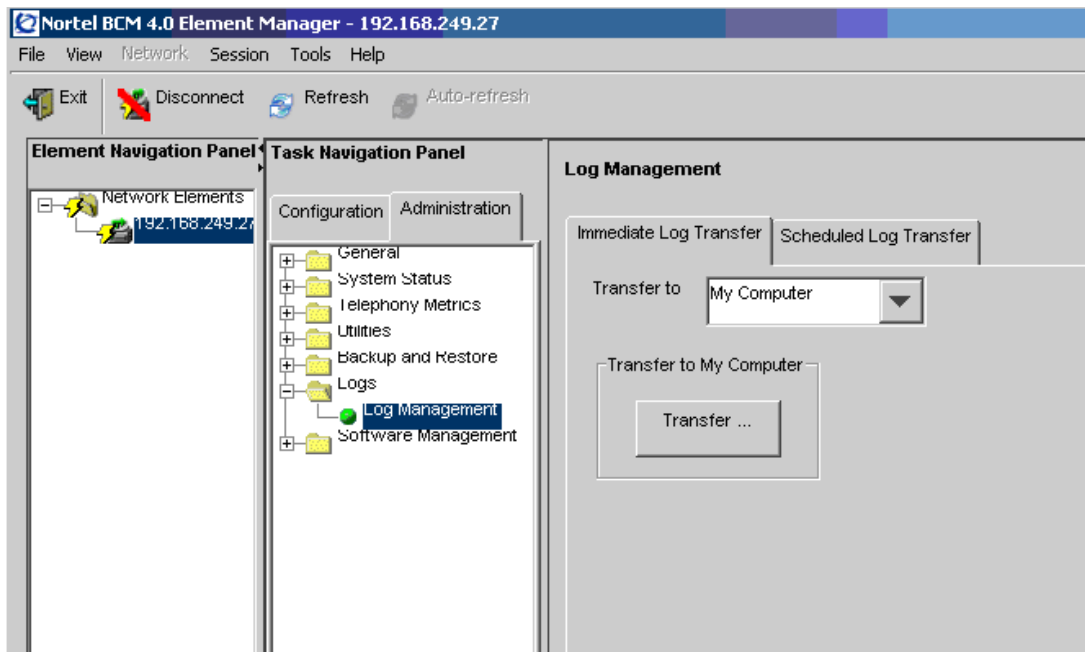 Nortel BCM 4.0 Element Manager - 192.168.249.27
File View Network Session Tools Help
Exit Disconnect Refresh Auto-refresh
Element Navigation Panel
Network Elements
192.168.249.27
Task Navigation Panel
Configuration Administration
General
System Status
Telephony Metrics
Utilities
Backup and Restore
Logs
Log Management
Software Management
Log Management
Immediate Log Transfer Scheduled Log Transfer
Transfer to My Computer
Transfer to My Computer
Transfer ...